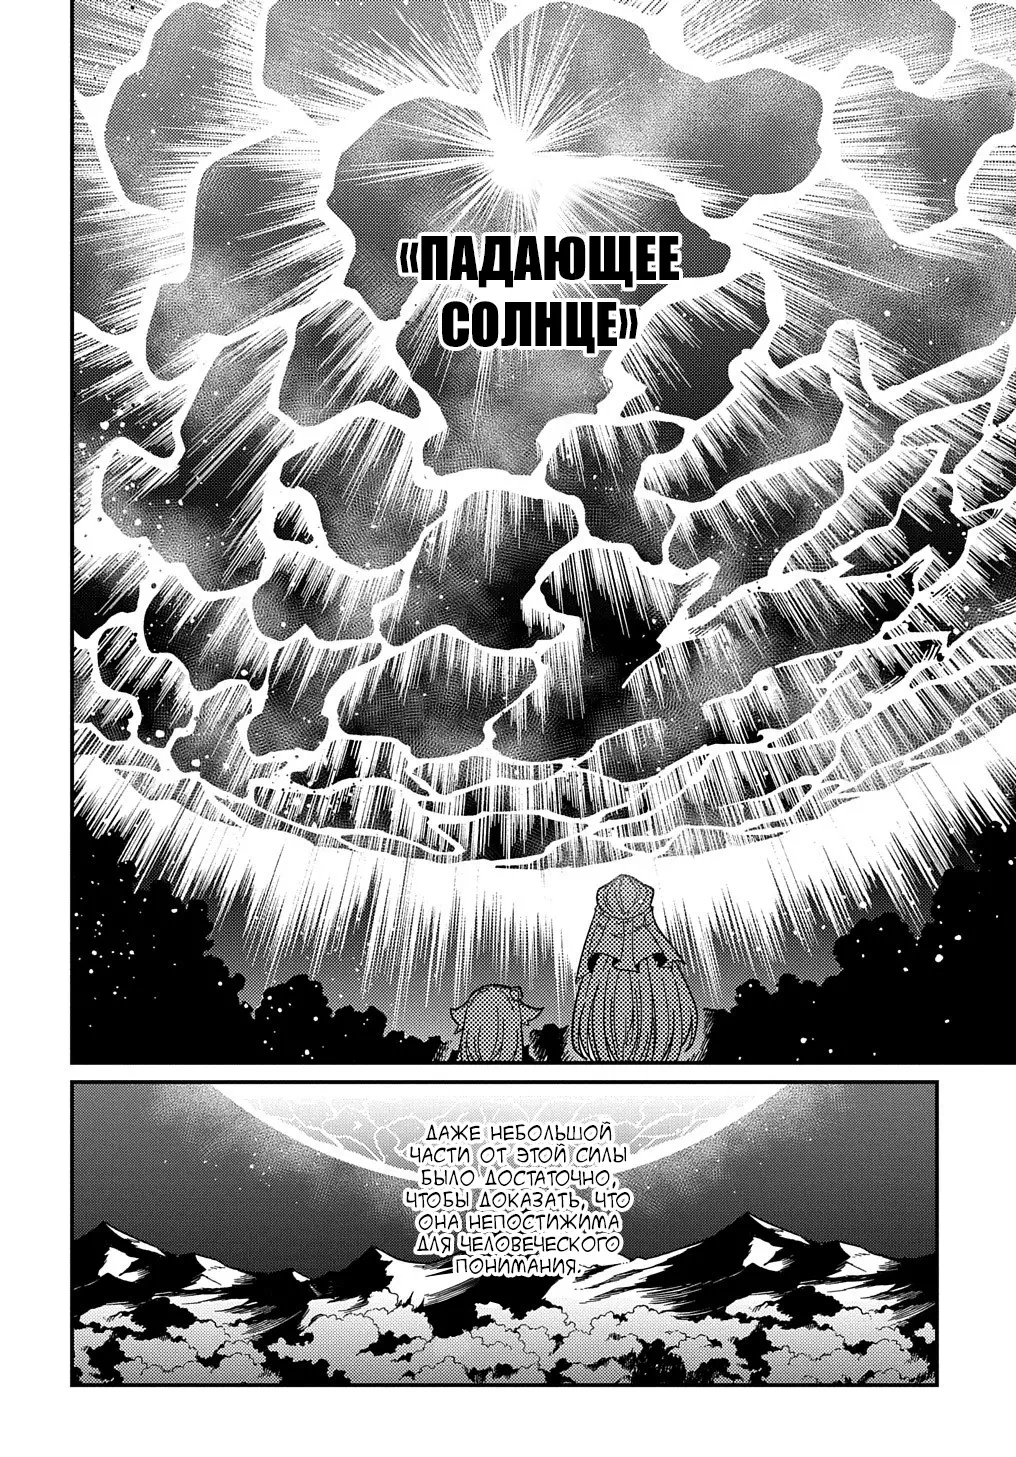 «ПАДАЮЩЕЕ
СОЛНЦЕ»
ДАЖЕ НЕБОЛЬШОЙ
ЧАСТИ ОТ ЭТОЙ СИЛЫ
БЫЛО ДОСТАТОЧНО,
ЧТОБЫ ДОКАЗАТЬ, ЧТО
ОНА НЕПОСТИЖИМА
ДЛЯ ЧЕЛОВЕЧЕСКОГО
ПОНИМАНИЯ.